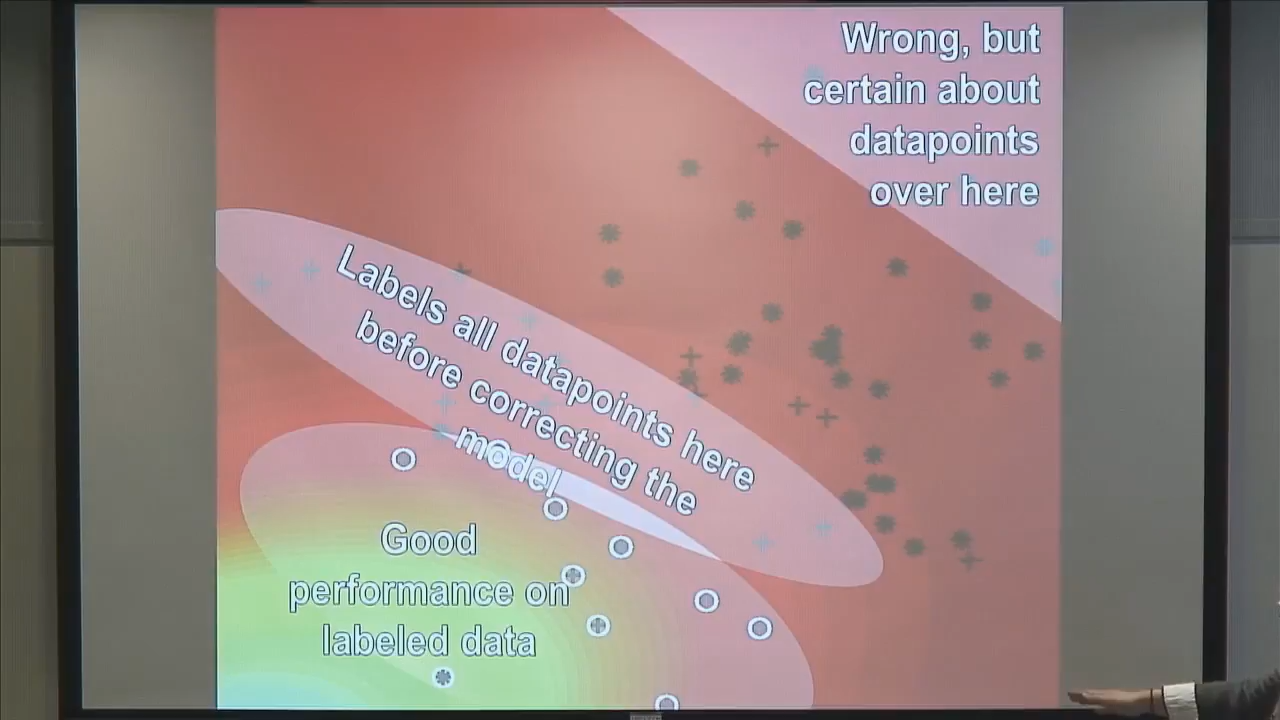 Wrong, but
certain about
datapoints
over here
Labels all datapoints here
before correcting the
model
Good
performance on
labeled data